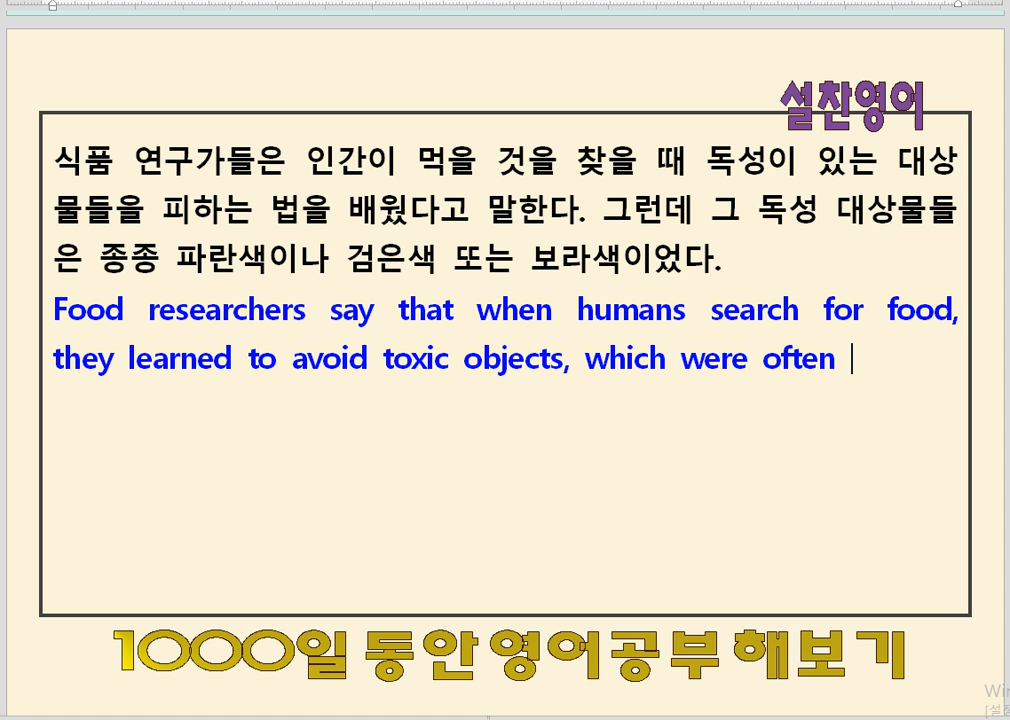 설찬영어
식품 연구가들은 인간이 먹을 것을 찾을 때 독성이 있는 대상
물들을 피하는 법을 배웠다고 말한다. 그런데 그 독성 대상물들
은 종종 파란색이나 검은색 또는 보라색이었다.
Food researchers say that when humans search for food,
they learned to avoid toxic objects, which were often
1000일 동안 영어공부 해보기